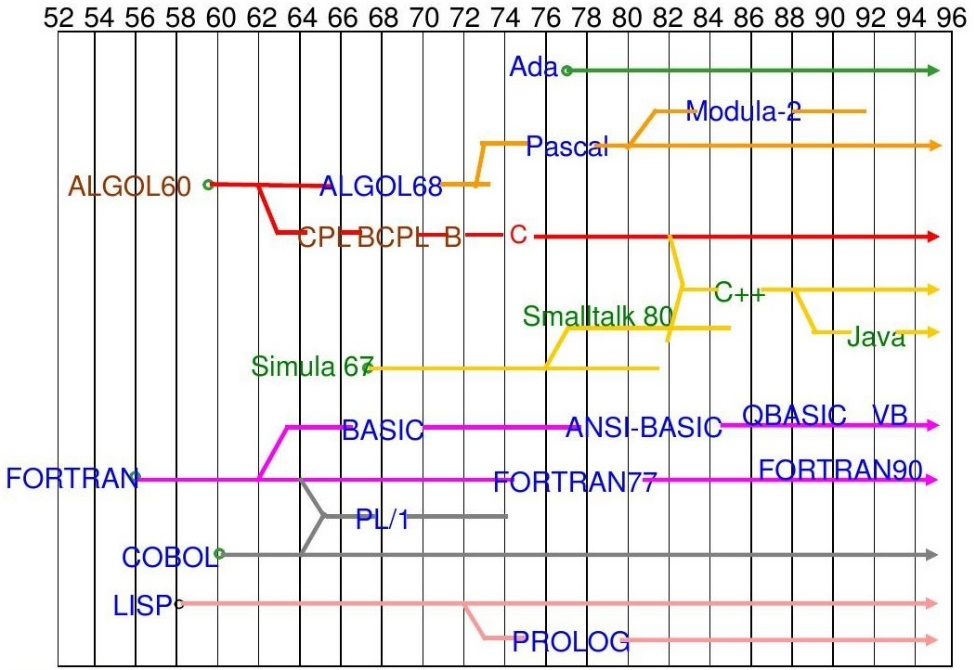 52 54 56 58 60 62 64 66 68 70 72 74 76 78 80 82 84 86 88 90 92 94 96
Ada
Modula-2
Pascal
ALGOL60 ALGOL68
CPL BCPL B C
C++
Smalltalk 80
Java
Simula 67
QBASIC VB
BASIC ANSI-BASIC
FORTRAN90
FORTRAN FORTRAN77
PL/1
COBOL
LISP
PROLOG